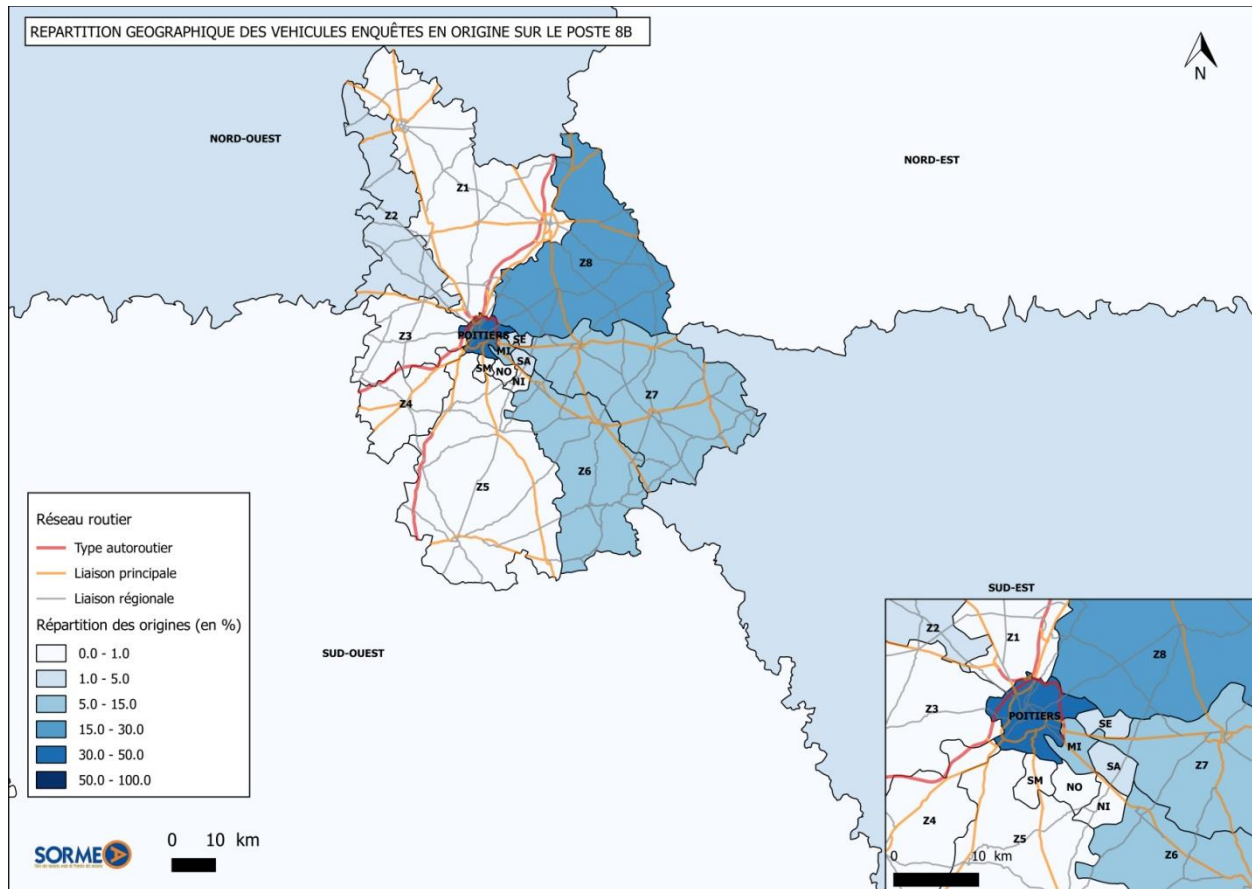 REPARTITION GEOGRAPHIQUE DES VEHICULES ENQUÊTES EN ORIGINE SUR LE POSTE 8B
N
NORD-OUEST
NORD-EST
Z1
Z2
Z8
POITIERS
Z3
SE
MI
SA
SM
NO
NI
Z4
Z7
Z6
Z5
SUD-EST
SUD-OUEST
Réseau routier
Type autoroutier
Liaison principale
Liaison régionale
Répartition des origines (en %)
0.0 - 1.0
1.0 - 5.0
5.0 - 15.0
15.0 - 30.0
30.0 - 50.0
50.0 - 100.0
SORMEA
0 10 km
Z2
Z1
Z8
Z3
POITIERS
SE
MI
SA
Z7
SM
NO
NI
Z4
Z5
Z6
0 10 km